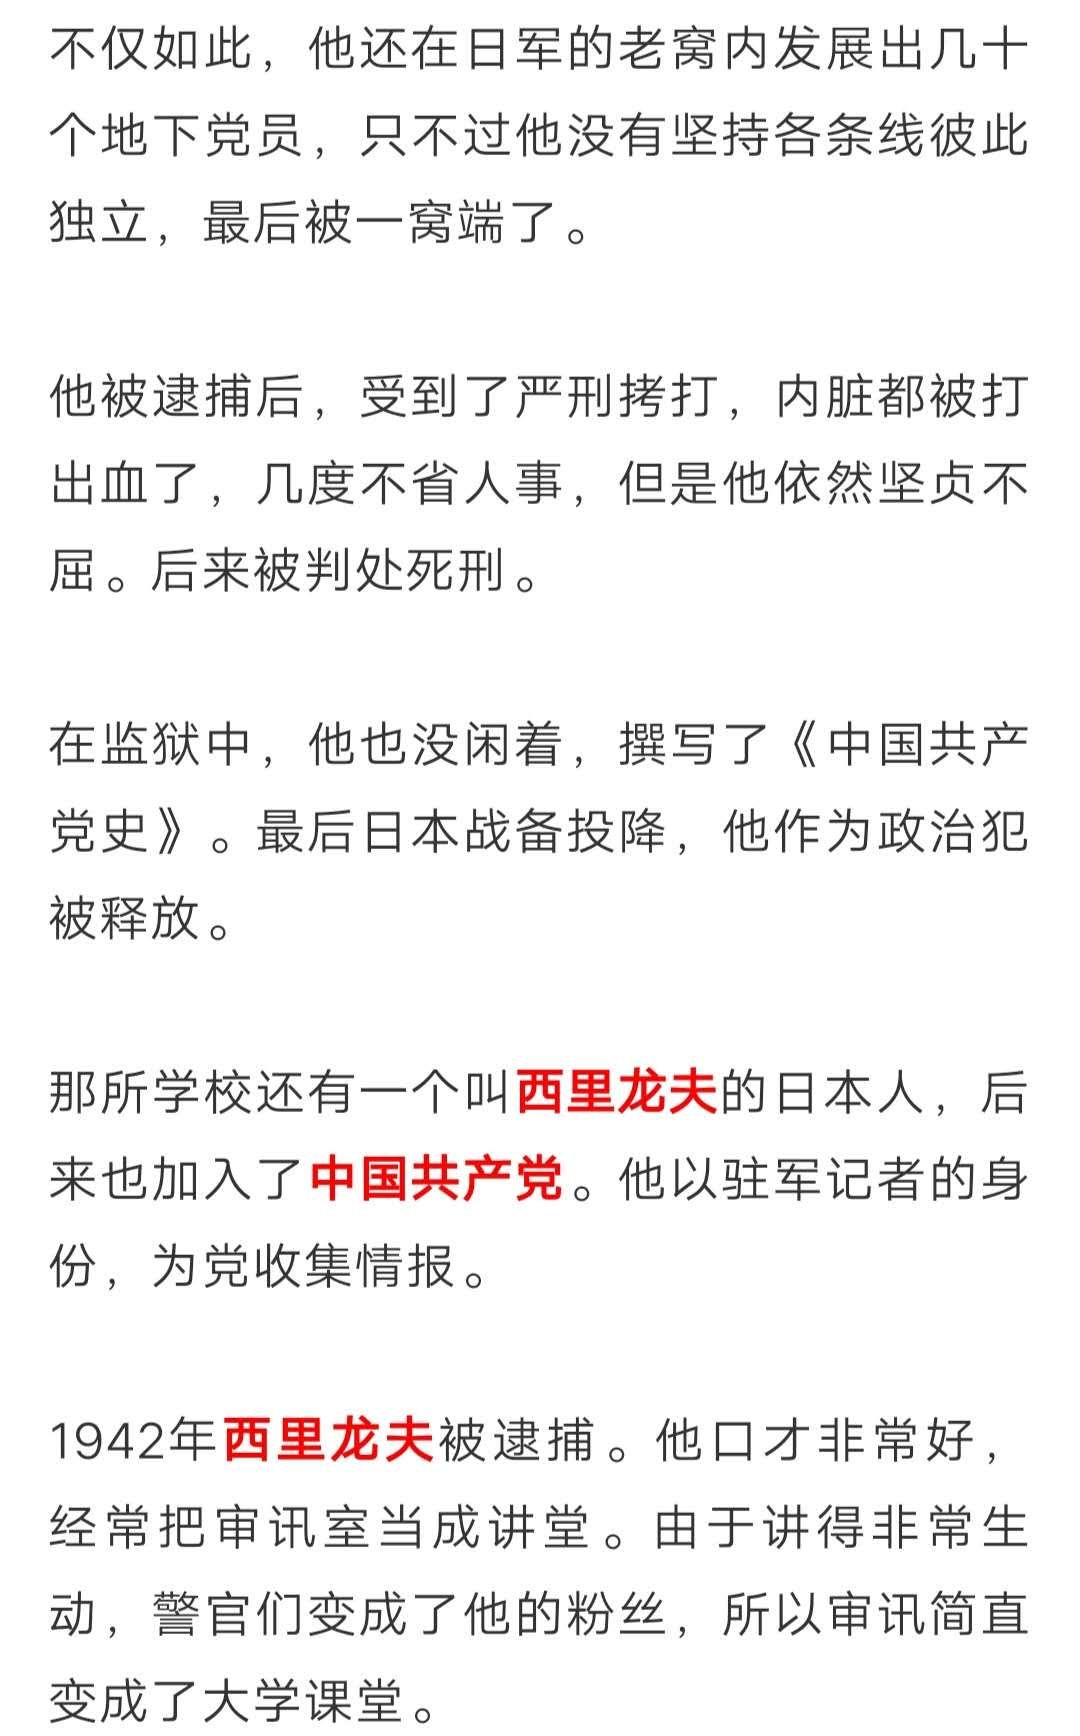 不仅如此，他还在日军的老窝内发展出几十
个地下党员，只不过他没有坚持各条线彼此
独立，最后被一窝端了。
他被逮捕后，受到了严刑拷打，内脏都被打
出血了，几度不省人事，但是他依然坚贞不
屈。后来被判处死刑。
在监狱中，他也没闲着，撰写了《中国共产
党史》。最后日本战备投降，他作为政治犯
被释放。
那所学校还有一个叫西里龙夫的日本人，后
来也加入了中国共产党。他以驻军记者的身
份，为党收集情报。
1942年西里龙夫被逮捕。他口才非常好，
经常把审讯室当成讲堂。由于讲得非常生
动，警官们变成了他的粉丝，所以审讯简直
变成了大学课堂。